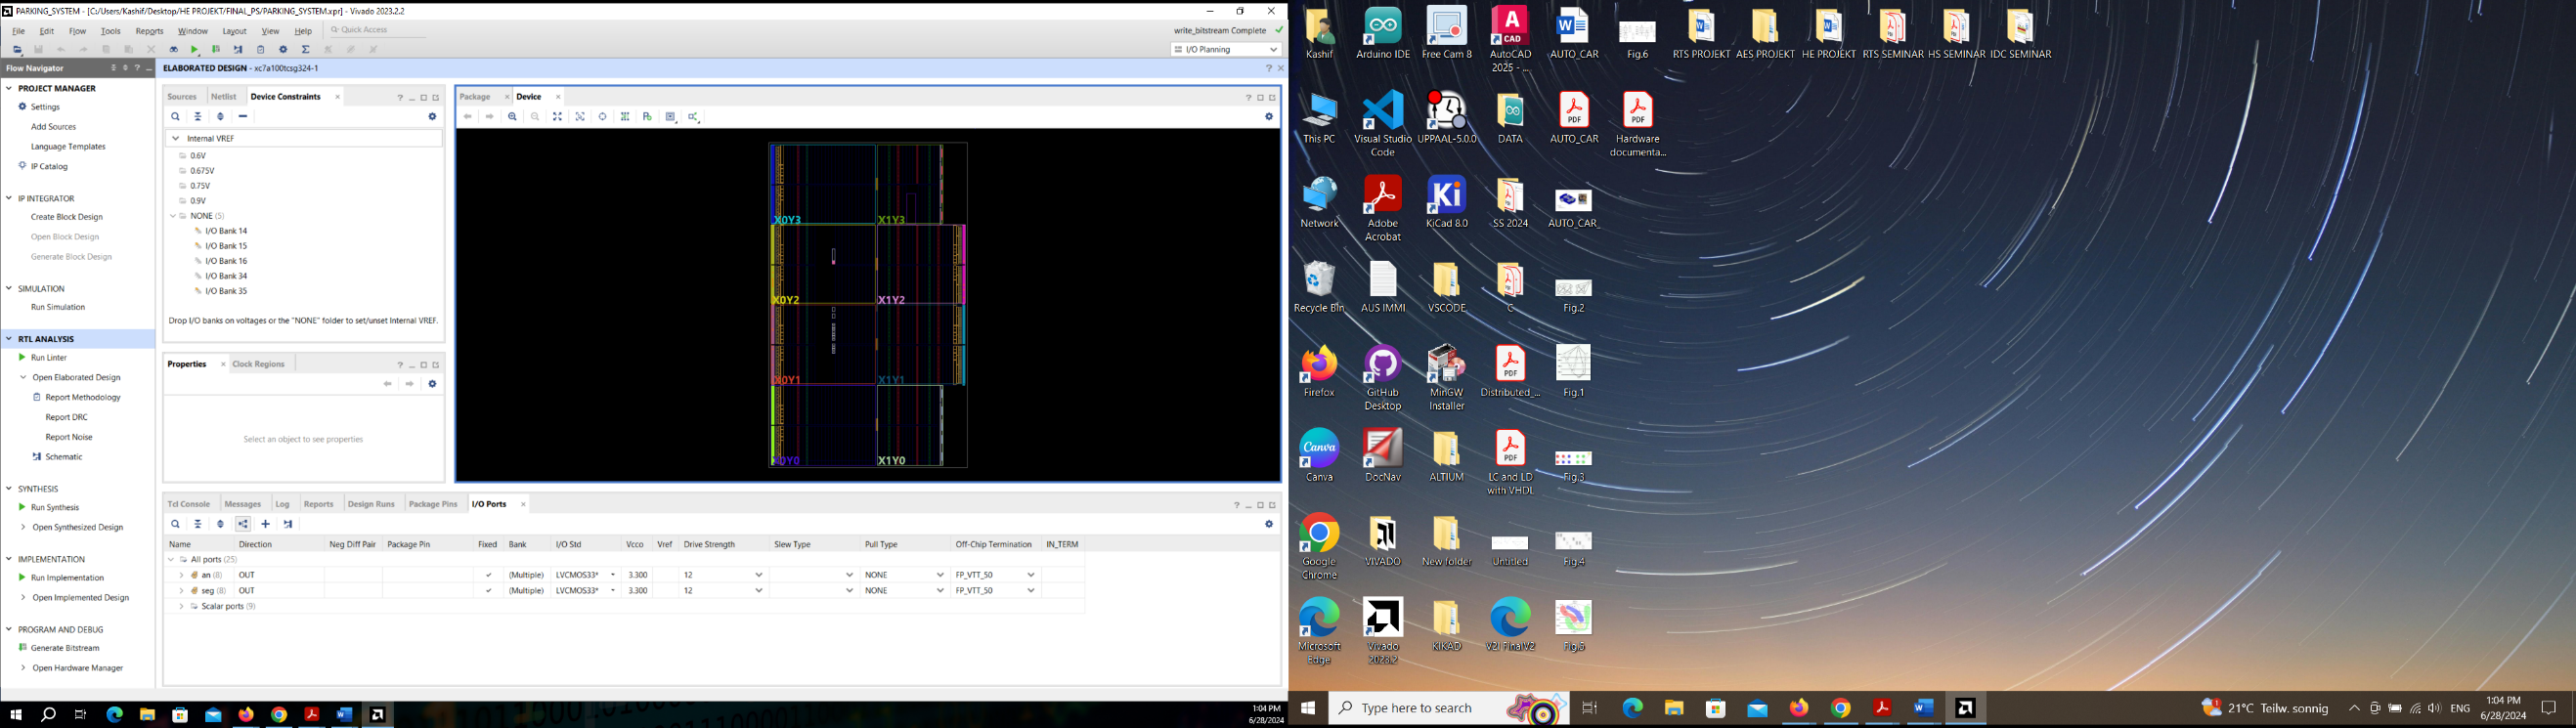 PARKING_SYSTEM - [C:/Users/Kashif/Desktop/HE PROJEKT/FINAL_PS/PARKING_SYSTEM.xpr] - Vivado 2023.2.2
File Edit Flow Tools Reports Window Layout View Help Quick Access
write_bitstream Complete
I/O Planning
Flow Navigator
PROJECT MANAGER
Settings
Add Sources
Language Templates
IP Catalog
IP INTEGRATOR
Create Block Design
Open Block Design
Generate Block Design
SIMULATION
Run Simulation
RTL ANALYSIS
Run Linter
Open Elaborated Design
Report Methodology
Report DRC
Report Noise
Schematic
SYNTHESIS
Run Synthesis
Open Synthesized Design
IMPLEMENTATION
Run Implementation
Open Implemented Design
PROGRAM AND DEBUG
Generate Bitstream
Open Hardware Manager
ELABORATED DESIGN - xc7a100tcsg324-1
Sources Netlist Device Constraints
Internal VREF
0.6V
0.675V
0.75V
0.9V
NONE (5)
I/O Bank 14
I/O Bank 15
I/O Bank 16
I/O Bank 34
I/O Bank 35
Drop I/O banks on voltages or the "NONE" folder to set/unset Internal VREF.
Properties Clock Regions
Select an object to see properties
Package Device
X0Y3 X1Y3
X0Y2 X1Y2
X0Y1 X1Y1
X0Y0 X1Y0
Tcl Console Messages Log Reports Design Runs Package Pins I/O Ports
Name Direction Neg Diff Pair Package Pin Fixed Bank I/O Std Vcco Vref Drive Strength Slew Type Pull Type Off-Chip Termination IN_TERM
All ports (25)
an (8) OUT (Multiple) LVCMOS33* 3.300 12 NONE FP_VTT_50
seg (8) OUT (Multiple) LVCMOS33* 3.300 12 NONE FP_VTT_50
Scalar ports (9)
1:04 PM
6/28/2024
Kashif Arduino IDE Free Cam 8 AutoCAD 2025 - ... AUTO_CAR Fig.6 RTS PROJEKT AES PROJEKT HE PROJEKT RTS SEMINAR HS SEMINAR IDC SEMINAR
This PC Visual Studio Code UPPAAL-5.0.0 DATA AUTO_CAR Hardware documenta...
Network Adobe Acrobat KiCad 8.0 SS 2024 AUTO_CAR_
Recycle Bin AUS IMMI VSCODE C Fig.2
Firefox GitHub Desktop MinGW Installer Distributed_... Fig.1
Canva DocNav ALTIUM LC and LD with VHDL Fig.3
Google Chrome VIVADO New folder Untitled Fig.4
Microsoft Edge Vivado 2023.2 KIKAD V2I Final V2 Fig.5
Type here to search
21°C Teilw. sonnig
ENG
1:04 PM
6/28/2024